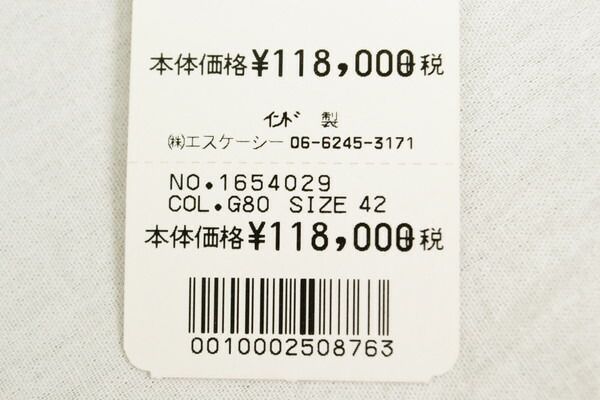 本体価格¥118,000+税
インド 製
㈱エスケーシー 06-6245-3171
NO.1654029
COL.G80 SIZE 42
本体価格¥118,000+税
0010002508763